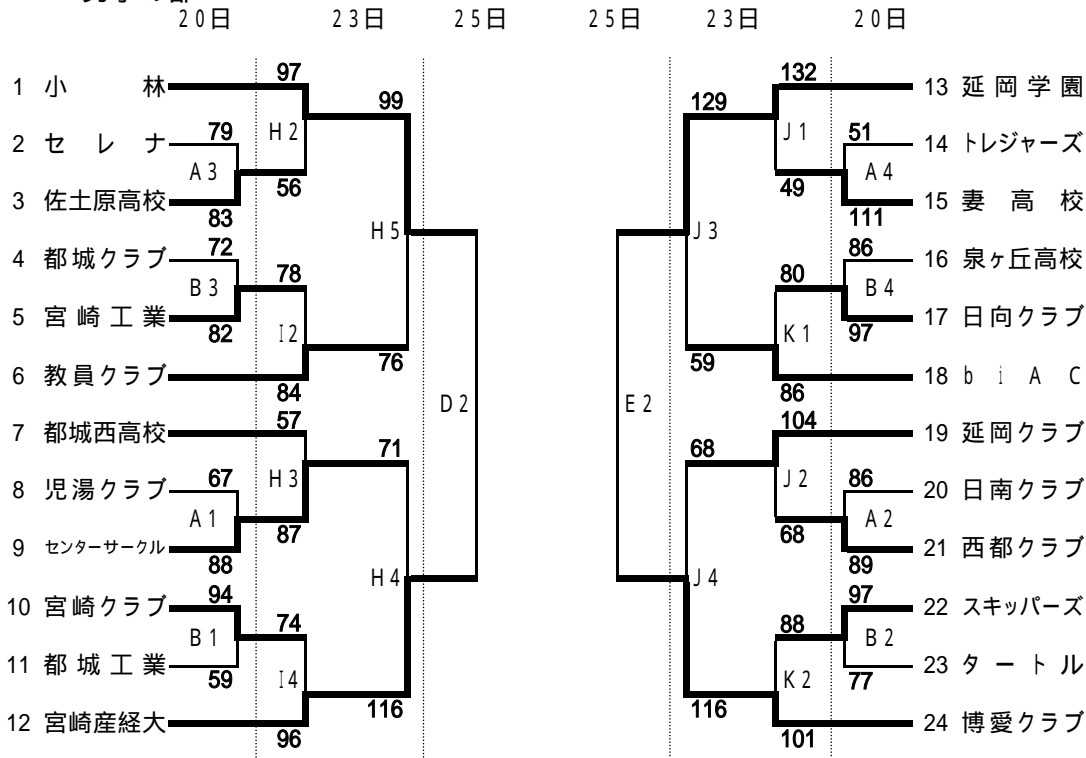 20日 23日 25日 25日 23日 20日
97 132
1 小林 13 延岡学園
99 129
2 セレナ 79 H2 J1 51 14 トレジャーズ
A3 A4
56 49
3 佐土原高校 15 妻高校
83 111
H5 J3
4 都城クラブ 72 86 16 泉ヶ丘高校
78 80
B3 B4
5 宮崎工業 17 日向クラブ
82 I2 K1 97
76 59
6 教員クラブ 18 biAC
84 86
D2 E2
57 104
7 都城西高校 19 延岡クラブ
71 68
8 児湯クラブ 67 H3 J2 86 20 日南クラブ
A1 A2
87 68
9 センターサークル 21 西都クラブ
88 89
H4 J4
10 宮崎クラブ 94 97 22 スキッパーズ
74 88
B1 B2
11 都城工業 23 タートル
59 I4 K2 77
116 116
12 宮崎産経大 24 博愛クラブ
96 101